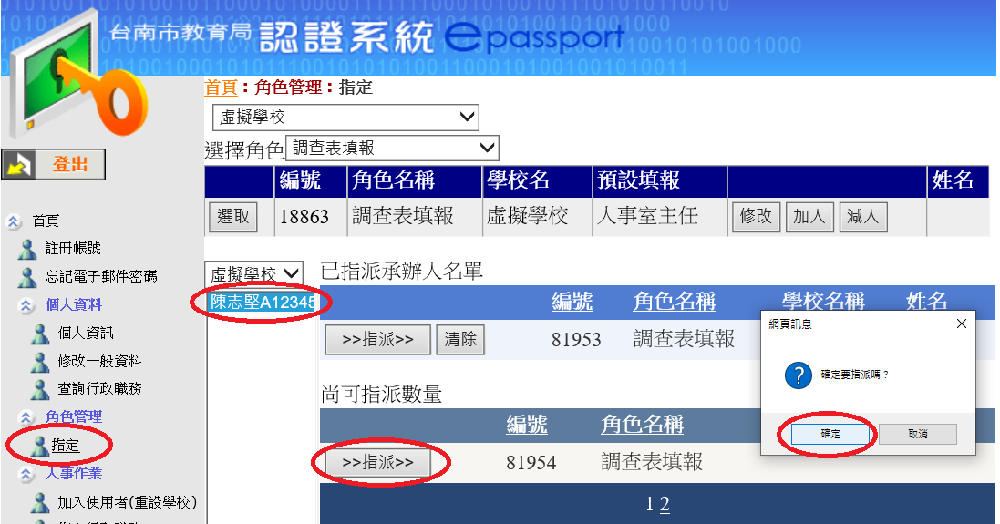 台南市教育局 認證系統 epassport
首頁：角色管理：指定
虛擬學校
選擇角色 調查表填報
登出
編號 角色名稱 學校名 預設填報 姓名
選取 18863 調查表填報 虛擬學校 人事室主任 修改 加人 減人
首頁
註冊帳號
忘記電子郵件密碼
個人資料
個人資訊
修改一般資料
查詢行政職務
角色管理
指定
人事作業
加入使用者(重設學校)
虛擬學校
陳志堅A12345
已指派承辦人名單
編號 角色名稱 學校名稱 姓名
>>指派>> 清除 81953 調查表填報
尚可指派數量
編號 角色名稱
>>指派>> 81954 調查表填報
1 2
網頁訊息
確定要指派嗎？
確定 取消